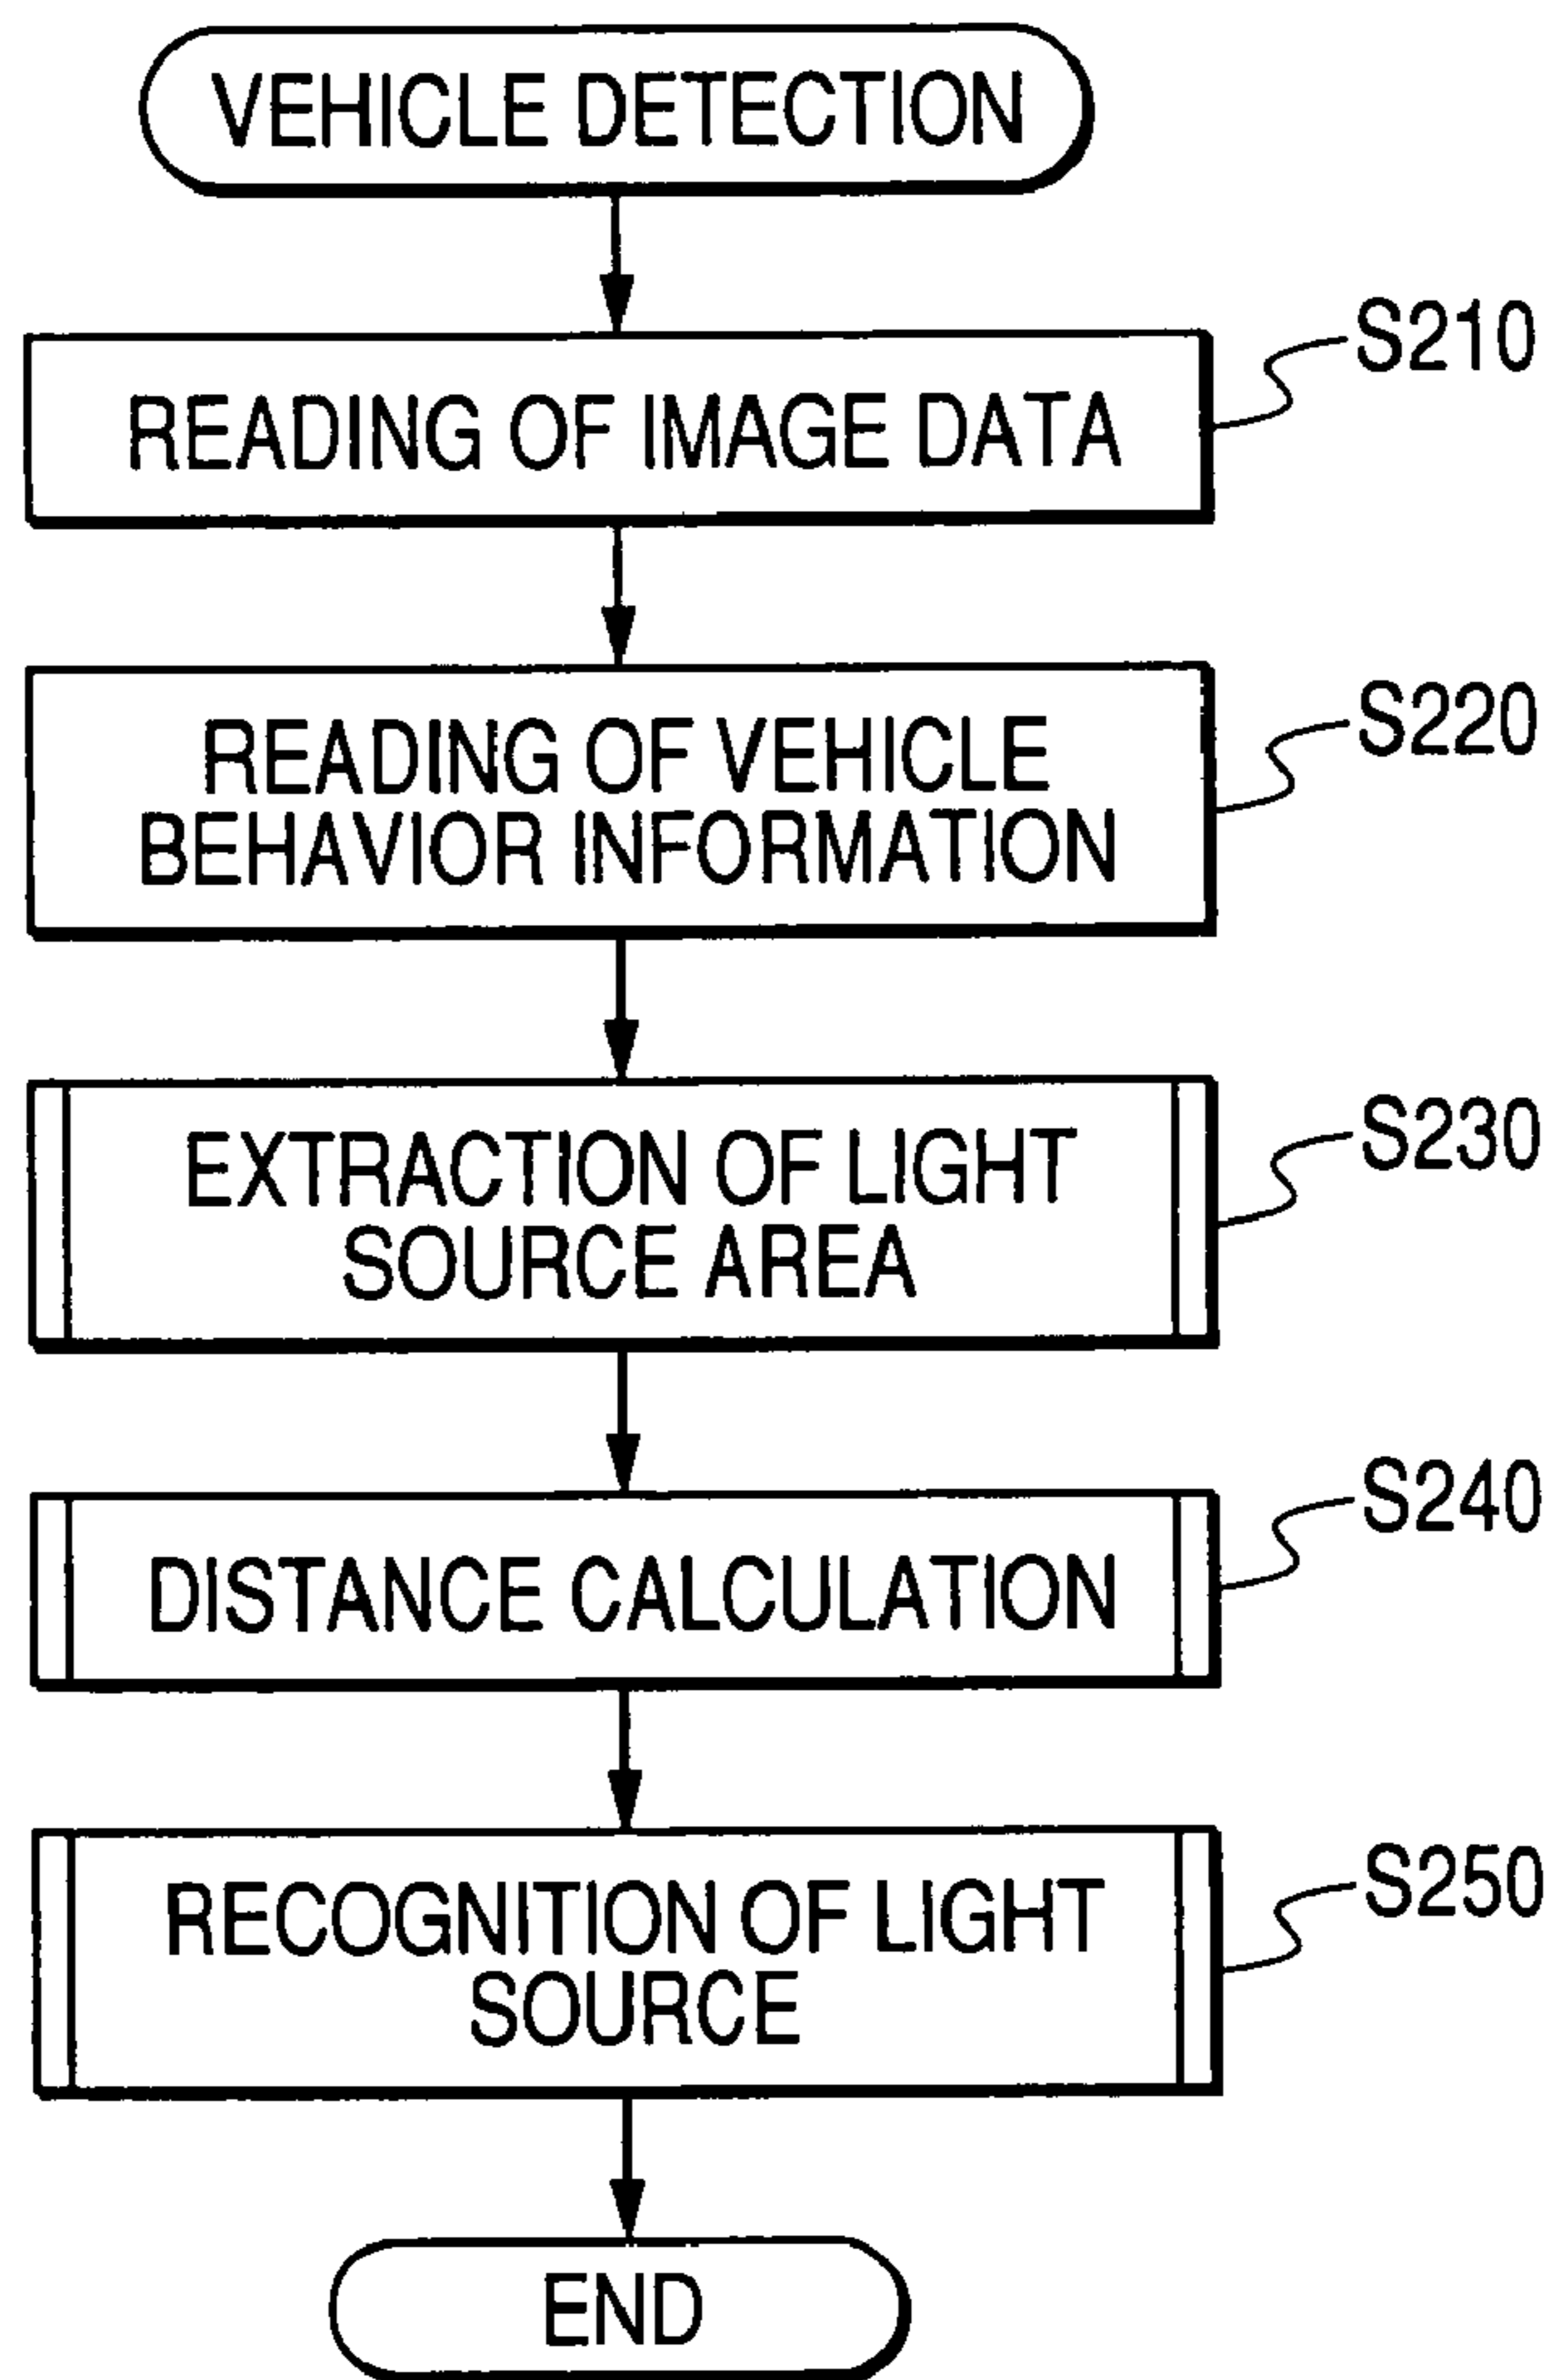 VEHICLE DETECTION
READING OF IMAGE DATA
S210
READING OF VEHICLE
BEHAVIOR INFORMATION
S220
EXTRACTION OF LIGHT
SOURCE AREA
S230
DISTANCE CALCULATION
S240
RECOGNITION OF LIGHT
SOURCE
S250
END